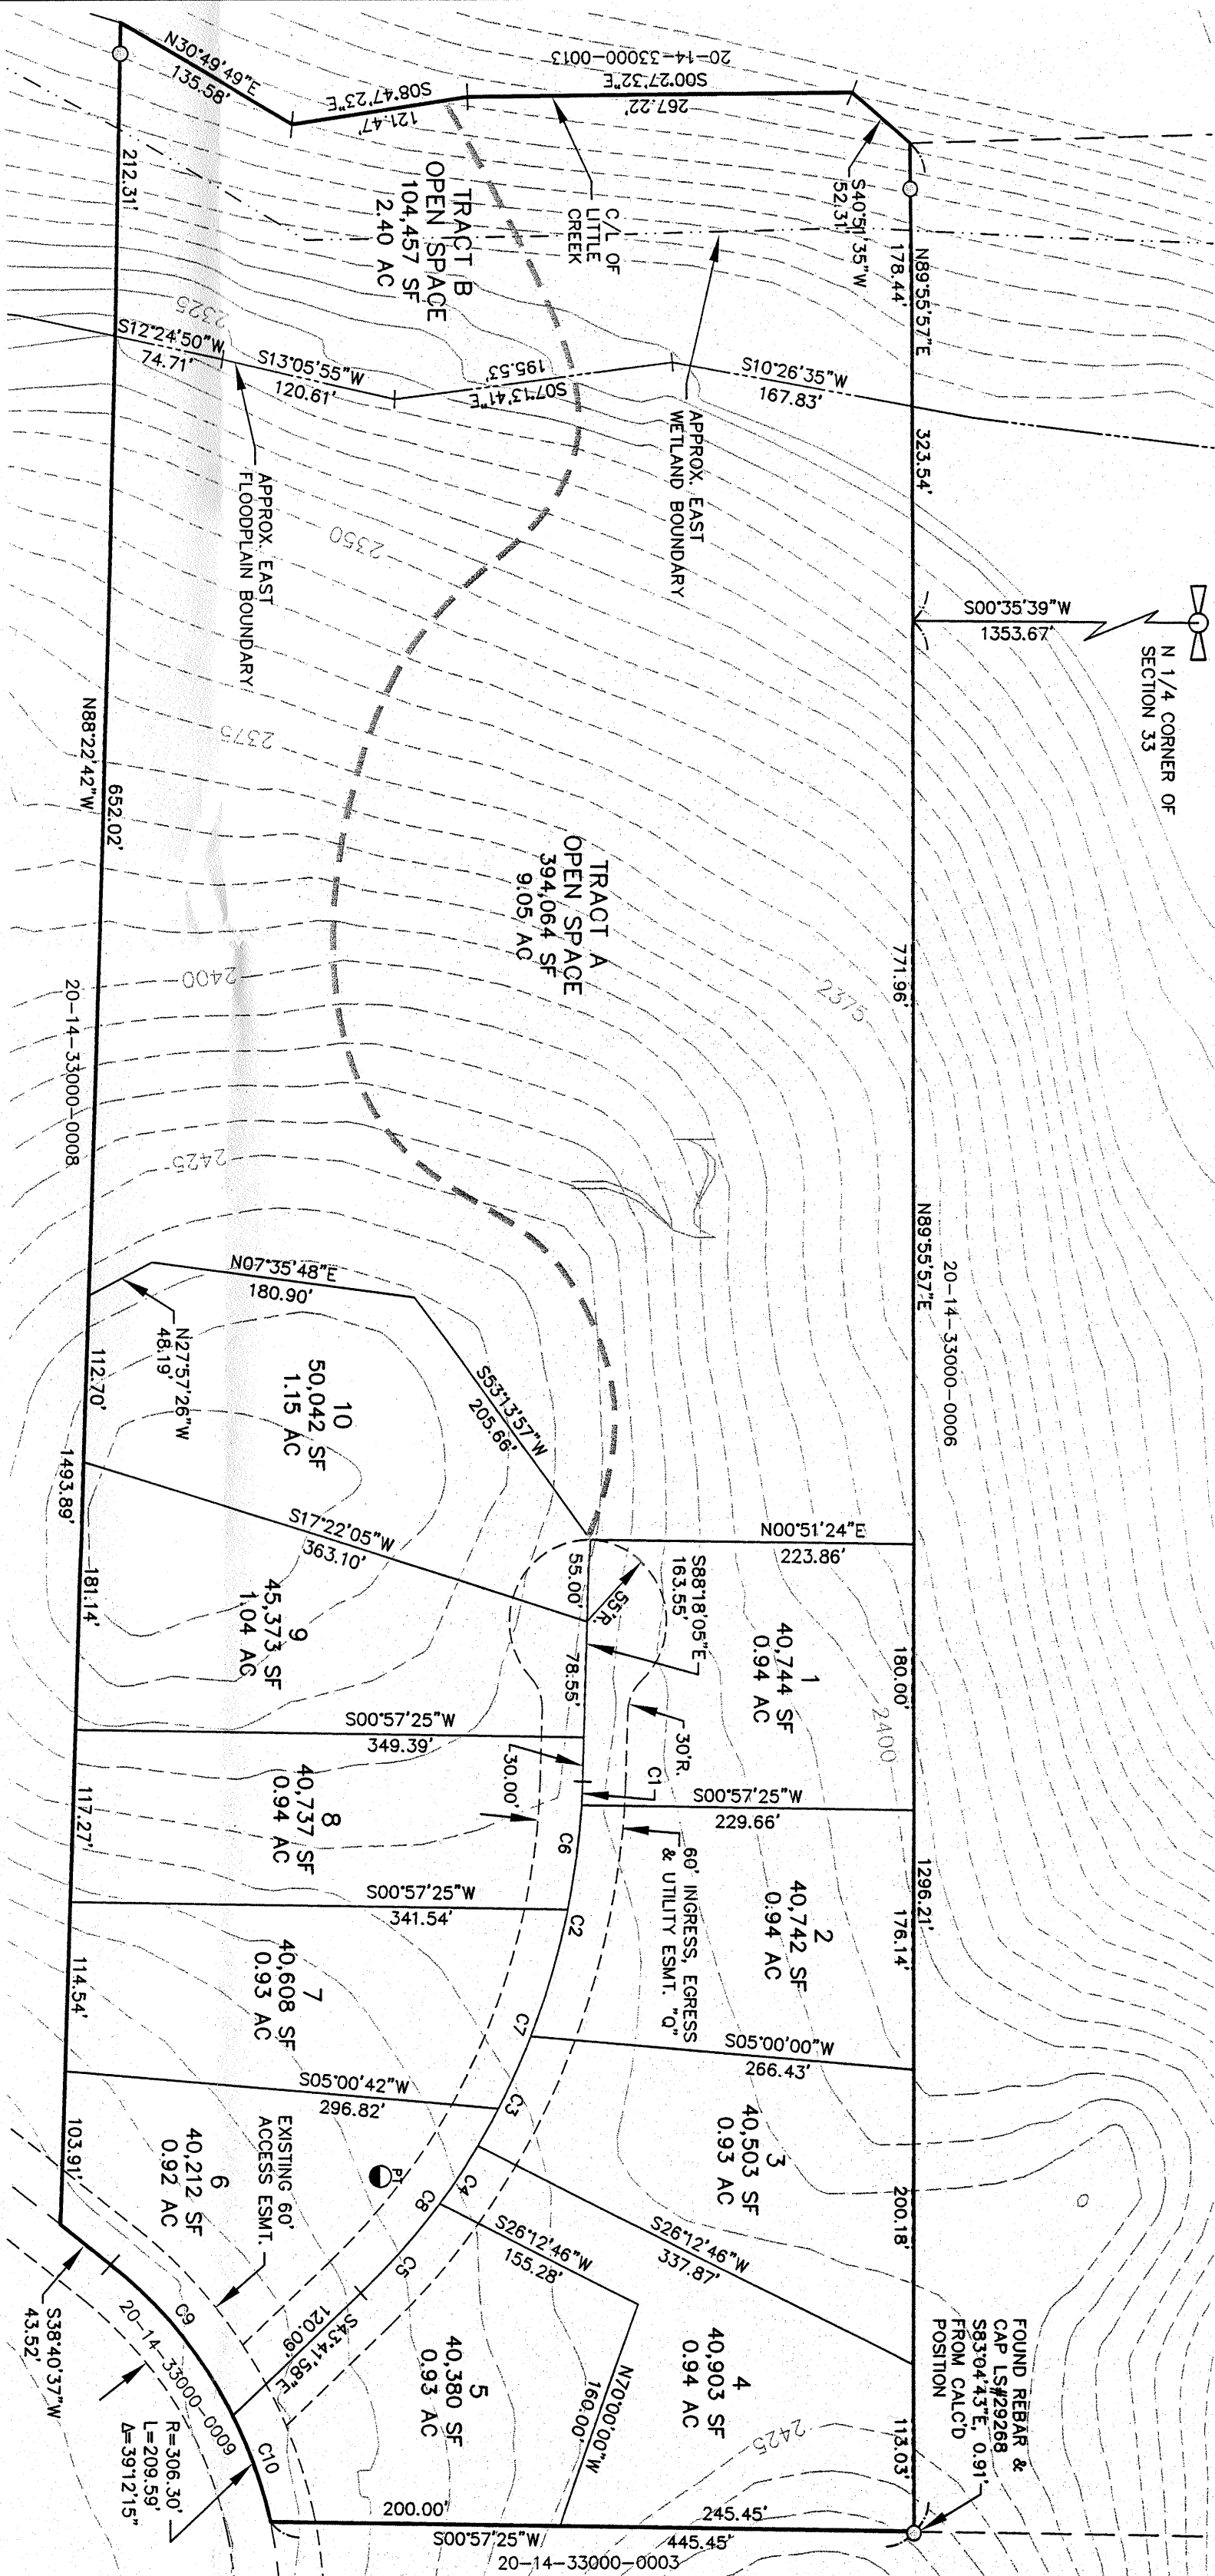 N 1/4 CORNER OF
SECTION 33
S00°35'39"W
1353.67'
20-14-33000-0013
S00°27'32"E
267.22'
N30°49'49"E
135.58'
S08°47'23"E
121.47'
S40°51'35"W
52.31'
N89°55'57"E
178.44'
323.54'
771.96'
N89°55'57"E
20-14-33000-0006
1296.21'
180.00'
176.14'
200.18'
113.03'
C/L OF
LITTLE
CREEK
TRACT B
OPEN SPACE
104,457 SF
2.40 AC
212.31'
2325
S12°24'50"W
74.71'
S13°05'55"W
120.61'
S07°13'41"E
195.53'
S10°26'35"W
167.83'
APPROX. EAST
WETLAND BOUNDARY
APPROX. EAST
FLOODPLAIN BOUNDARY
2350
2375
2400
2425
2375
2400
2425
TRACT A
OPEN SPACE
394,064 SF
9.05 AC
N88°22'42"W
652.02'
20-14-33000-0008
1493.89'
112.70'
181.14'
117.27'
114.54'
103.91'
N07°35'48"E
180.90'
N27°57'26"W
48.19'
S53°13'57"W
205.66'
10
50,042 SF
1.15 AC
S17°22'05"W
363.10'
9
45,373 SF
1.04 AC
S00°57'25"W
349.39'
8
40,737 SF
0.94 AC
S00°57'25"W
341.54'
7
40,608 SF
0.93 AC
S05°00'42"W
296.82'
6
40,212 SF
0.92 AC
EXISTING 60'
ACCESS ESMT.
N00°51'24"E
223.86'
55.00'
55'R.
S88°18'05"E
163.55'
78.55'
30'R.
30.00'
1
40,744 SF
0.94 AC
S00°57'25"W
229.66'
C1
C6
C2
C7
C3
C4
C8
C5
60' INGRESS, EGRESS
& UTILITY ESMT. "Q"
2
40,742 SF
0.94 AC
S05°00'00"W
266.43'
3
40,503 SF
0.93 AC
S26°12'46"W
337.87'
S26°12'46"W
155.28'
4
40,903 SF
0.94 AC
N70°00'00"W
160.00'
5
40,380 SF
0.93 AC
S43°41'58"E
120.09'
PT
FOUND REBAR &
CAP LS#29268
S83°04'43"E, 0.91'
FROM CALC'D
POSITION
245.45'
200.00'
S00°57'25"W
445.45'
20-14-33000-0003
C9
C10
20-14-33000-0009
S38°40'37"W
43.52'
R=306.30'
L=209.59'
Δ=39°12'15"